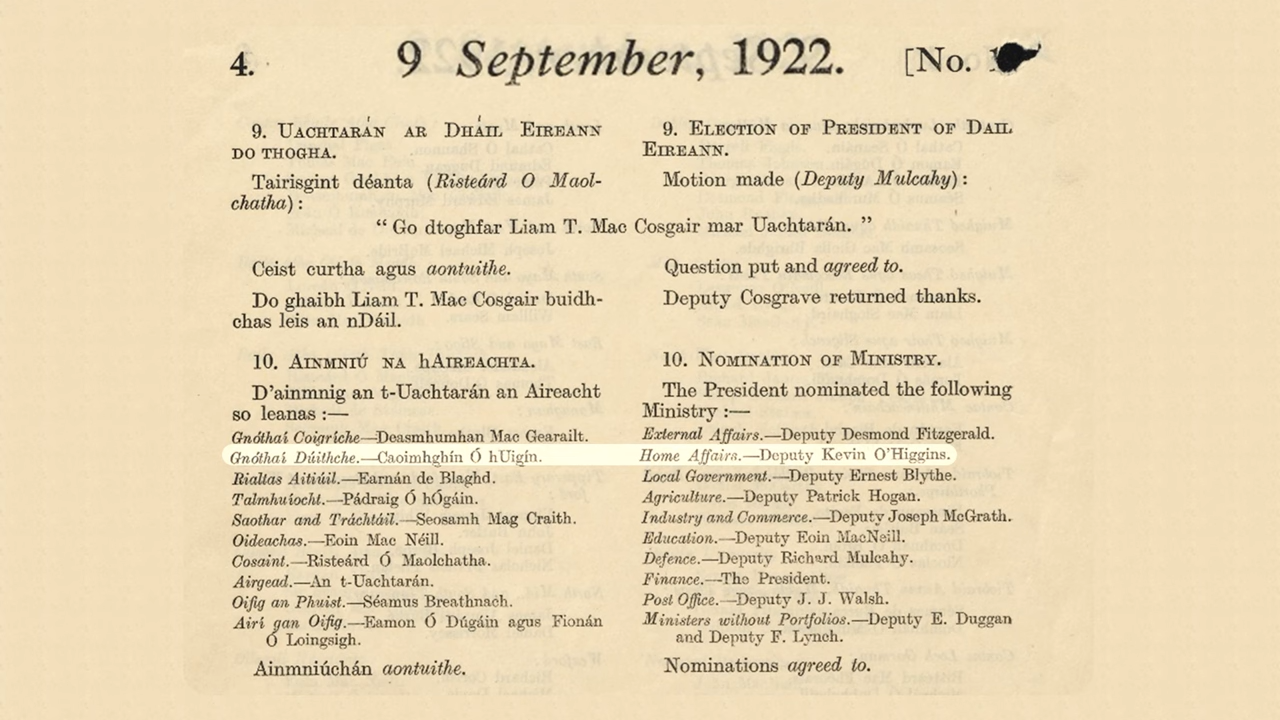 4. 9 September, 1922. [No.
9. UACHTARÁN AR DHÁIL EIREANN
DO THOGHA.
Tairisgint déanta (Risteárd O Maol-
chatha) :
9. ELECTION OF PRESIDENT OF DAIL
EIREANN.
Motion made (Deputy Mulcahy) :
“ Go dtoghfar Liam T. Mac Cosgair mar Uachtarán. ”
Ceist curtha agus aontuithe.
Do ghaibh Liam T. Mac Cosgair buidh-
chas leis an nDáil.
10. AINMNIÚ NA hAIREACHTA.
D’ainmnig an t-Uachtarán an Aireacht
so leanas :—
Gnóthaí Coigríche—Deasmhumhan Mac Gearailt.
Gnóthaí Dúithche.—Caoimhghín Ó hUigín.
Rialtas Aitiúil.—Earnán de Blaghd.
Talmhuíocht.—Pádraig Ó hÓgáin.
Saothar and Tráchtáil.—Seosamh Mag Craith.
Oideachas.—Eoin Mac Néill.
Cosaint.—Risteárd Ó Maolchatha.
Airgead.—An t-Uachtarán.
Oifig an Phuist.—Séamus Breathnach.
Airí gan Oifig.—Eamon Ó Dúgáin agus Fionán
Ó Loingsigh.
Ainmniúchán aontuithe.
Question put and agreed to.
Deputy Cosgrave returned thanks.
10. NOMINATION OF MINISTRY.
The President nominated the following
Ministry :—
External Affairs.—Deputy Desmond Fitzgerald.
Home Affairs.—Deputy Kevin O’Higgins.
Local Government.—Deputy Ernest Blythe.
Agriculture.—Deputy Patrick Hogan.
Industry and Commerce.—Deputy Joseph McGrath.
Education.—Deputy Eoin MacNeill.
Defence.—Deputy Richard Mulcahy.
Finance.—The President.
Post Office.—Deputy J. J. Walsh.
Ministers without Portfolios.—Deputy E. Duggan
and Deputy F. Lynch.
Nominations agreed to.